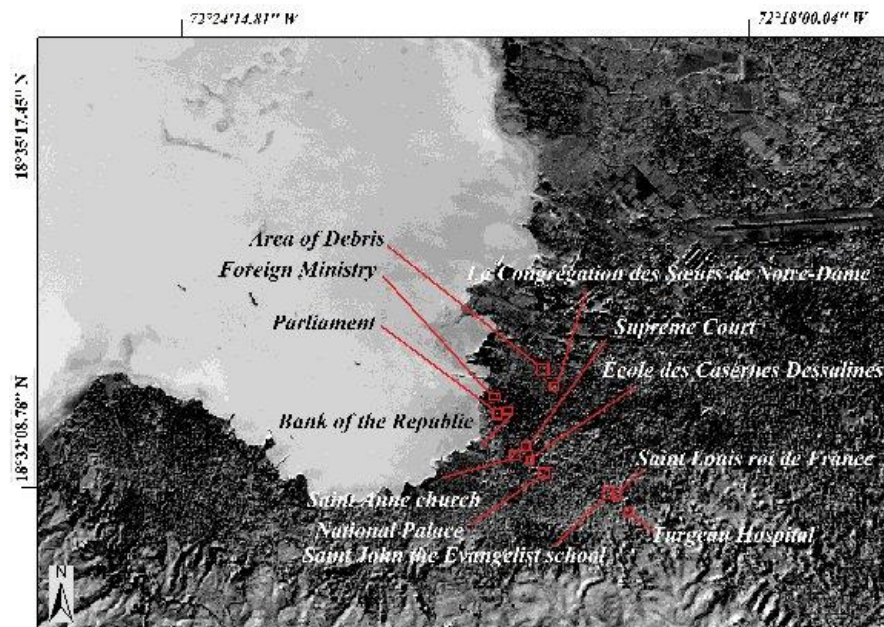 72°24'14.81" W
72°18'00.04" W
18°35'17.45" N
Area of Debris
Foreign Ministry
La Congrégation des Sœurs de Notre-Dame
Parliament
Supreme Court
Ecole des Casernes Dessalines
18°32'08.78" N
Bank of the Republic
Saint Louis roi de France
Saint Anne church
National Palace
Turgeau Hospital
Saint John the Evangelist school
N